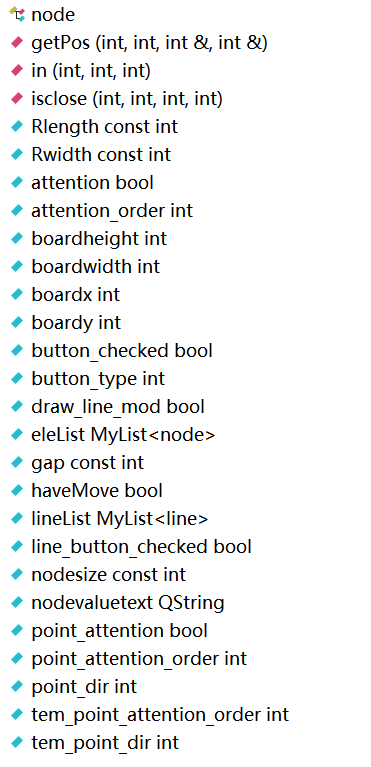 node
getPos (int, int, int &, int &)
in (int, int, int)
isclose (int, int, int, int)
Rlength const int
Rwidth const int
attention bool
attention_order int
boardheight int
boardwidth int
boardx int
boardy int
button_checked bool
button_type int
draw_line_mod bool
eleList MyList<node>
gap const int
haveMove bool
lineList MyList<line>
line_button_checked bool
nodesize const int
nodevaluetext QString
point_attention bool
point_attention_order int
point_dir int
tem_point_attention_order int
tem_point_dir int